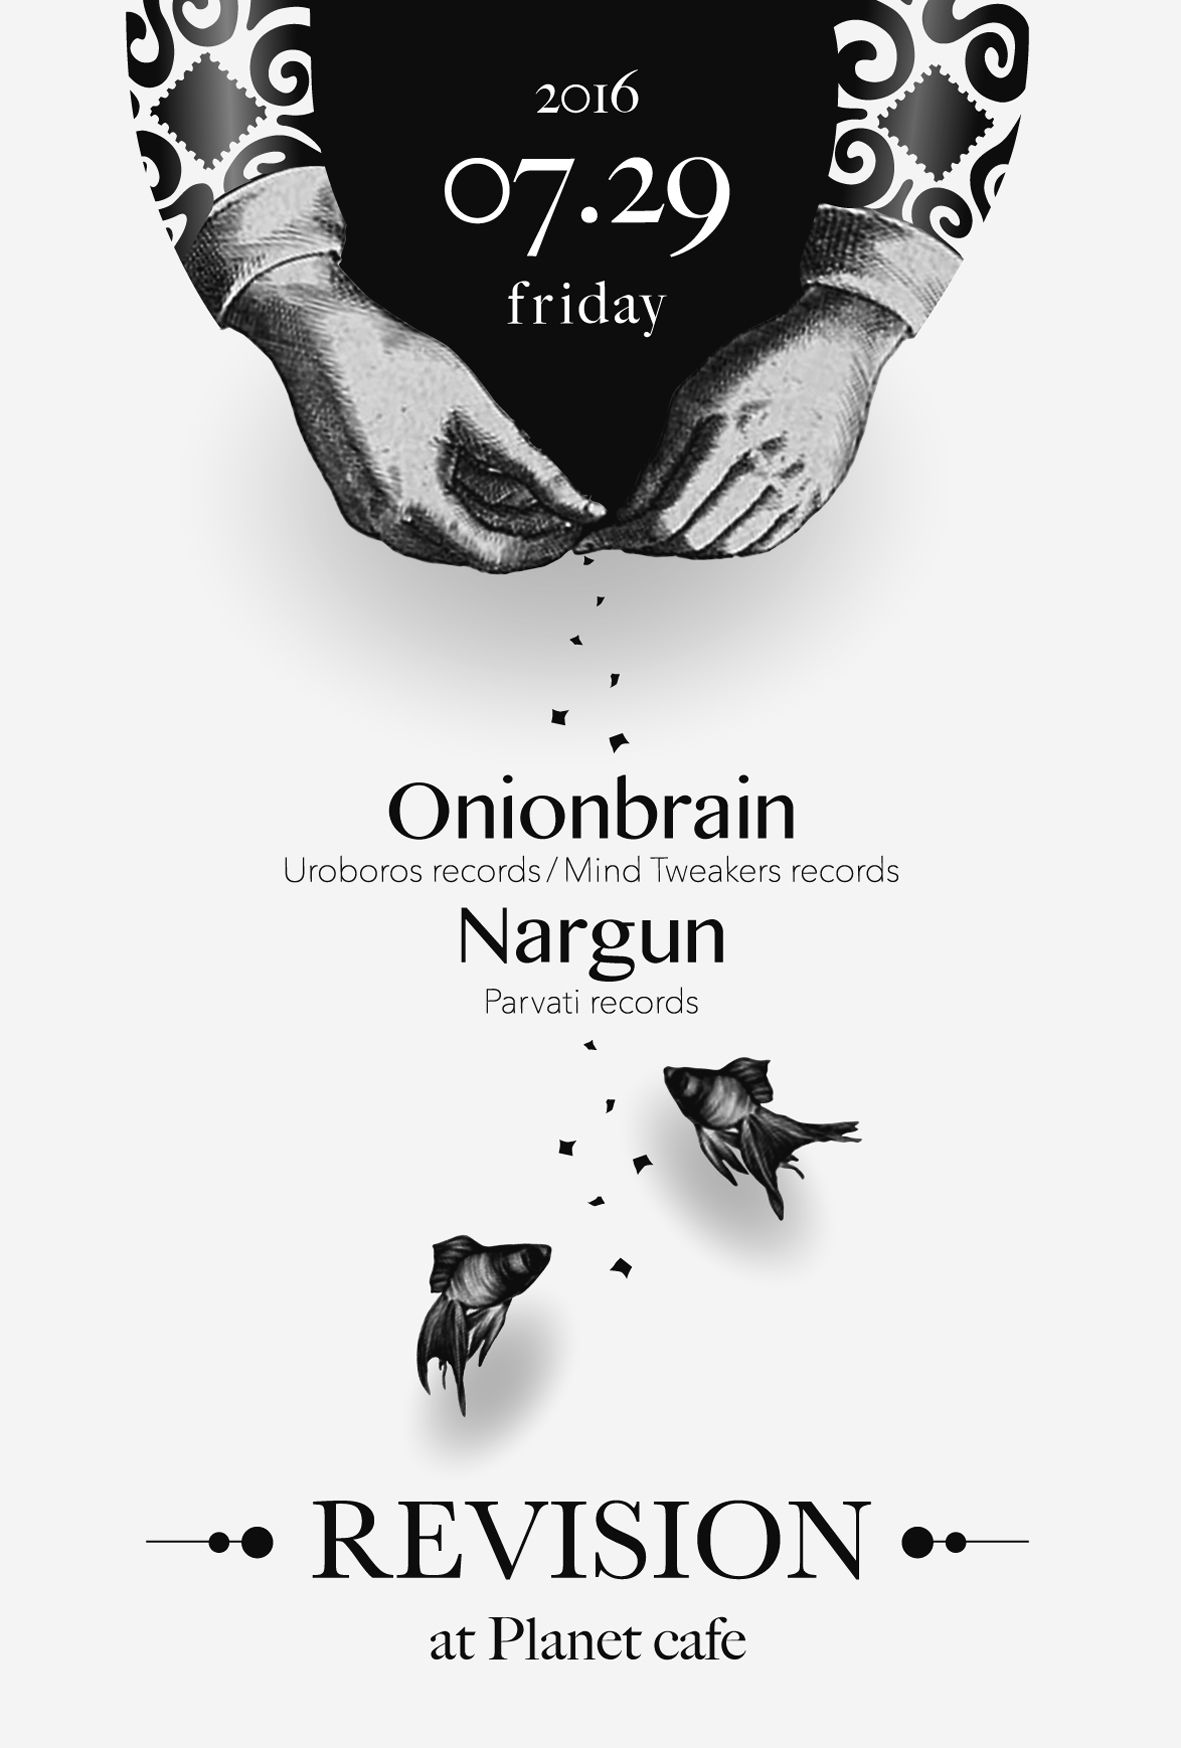 2016
07.29
friday
Onionbrain
Uroboros records / Mind Tweakers records
Nargun
Parvati records
REVISION
at Planet cafe